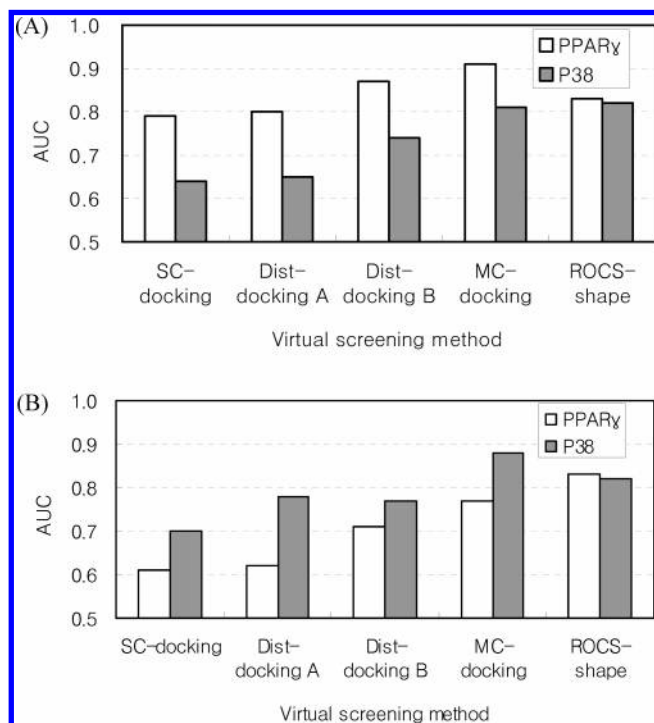 (A)
1.0
0.9
0.8
0.7
0.6
0.5
AUC
PPARɣ
P38
SC-
docking
Dist-
docking A
Dist-
docking B
MC-
docking
ROCS-
shape
Virtual screening method
(B)
1.0
0.9
0.8
0.7
0.6
0.5
AUC
PPARɣ
P38
SC-docking
Dist-
docking A
Dist-
docking B
MC-
docking
ROCS-
shape
Virtual screening method